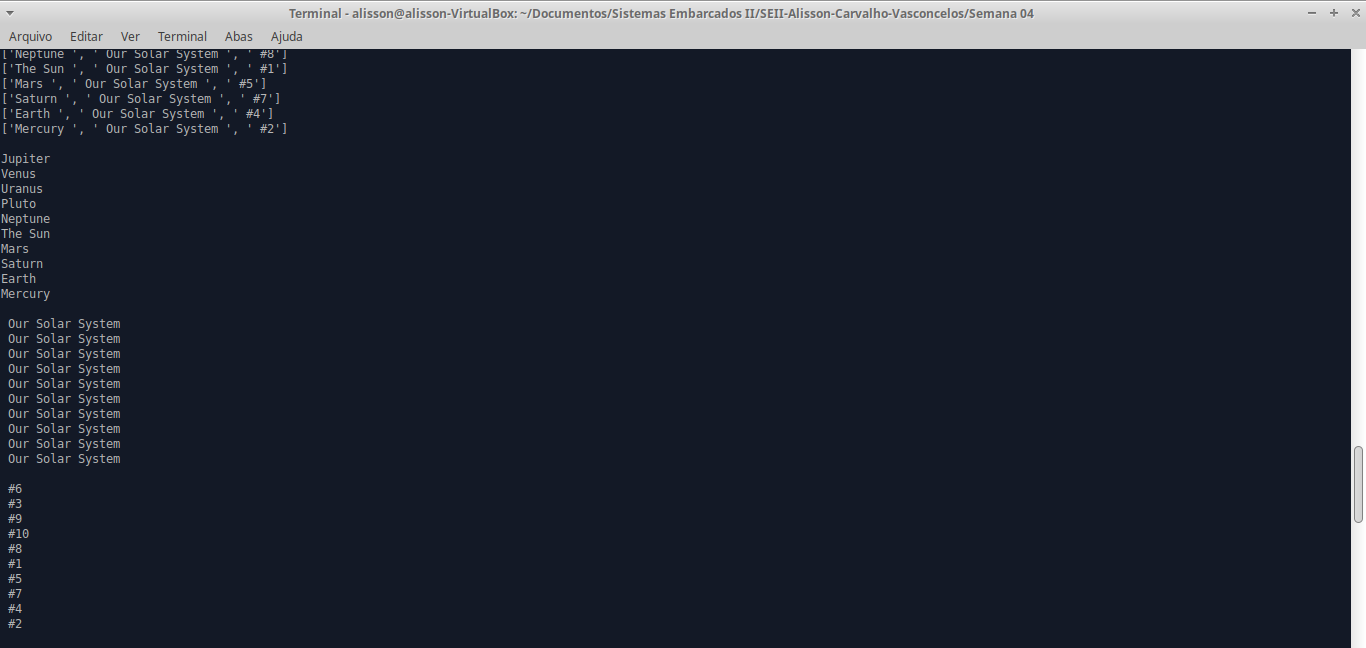 Terminal - alisson@alisson-VirtualBox: ~/Documentos/Sistemas Embarcados II/SEII-Alisson-Carvalho-Vasconcelos/Semana 04
Arquivo Editar Ver Terminal Abas Ajuda
['Neptune ', ' Our Solar System ', ' #8']
['The Sun ', ' Our Solar System ', ' #1']
['Mars ', ' Our Solar System ', ' #5']
['Saturn ', ' Our Solar System ', ' #7']
['Earth ', ' Our Solar System ', ' #4']
['Mercury ', ' Our Solar System ', ' #2']
Jupiter
Venus
Uranus
Pluto
Neptune
The Sun
Mars
Saturn
Earth
Mercury
Our Solar System
Our Solar System
Our Solar System
Our Solar System
Our Solar System
Our Solar System
Our Solar System
Our Solar System
Our Solar System
Our Solar System
#6
#3
#9
#10
#8
#1
#5
#7
#4
#2